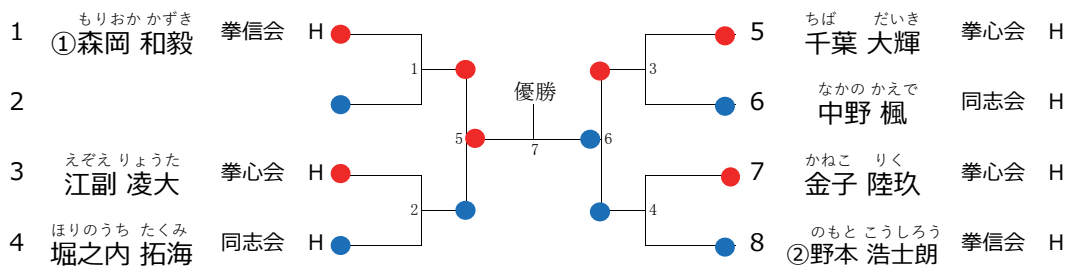 もりおか かずき
1 ①森岡 和毅 拳信会 H
2
えぞえ りょうた
3 江副 凌大 拳心会 H
ほりのうち たくみ
4 堀之内 拓海 同志会 H
1
2
5
優勝
7
6
3
4
ちば だいき
5 千葉 大輝 拳心会 H
なかの かえで
6 中野 楓 同志会 H
かねこ りく
7 金子 陸玖 拳心会 H
のもと こうしろう
8 ②野本 浩士朗 拳信会 H